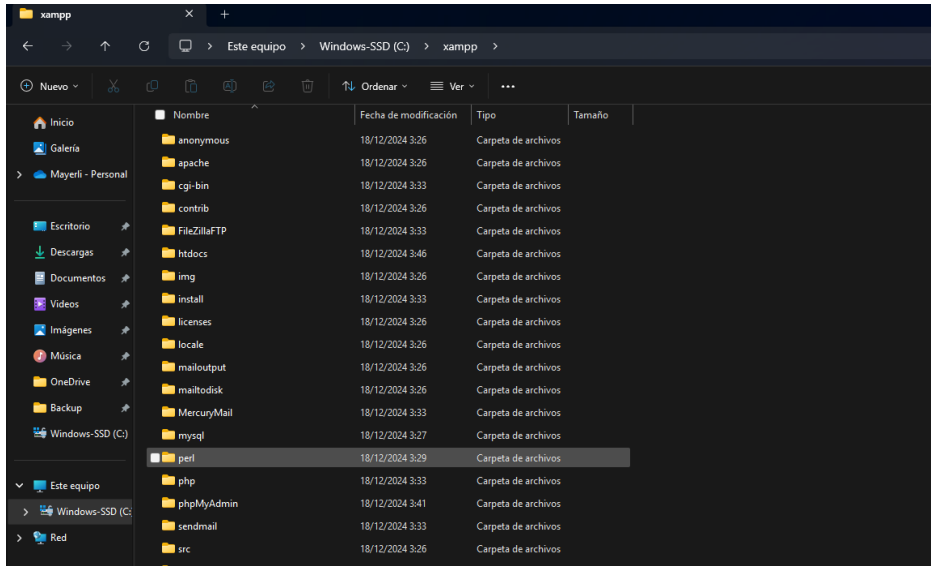 xampp
Este equipo > Windows-SSD (C:) > xampp >
Nuevo Ordenar Ver ...
Nombre Fecha de modificación Tipo Tamaño
Inicio
Galería
Mayerli - Personal
Escritorio
Descargas
Documentos
Videos
Imágenes
Música
OneDrive
Backup
Windows-SSD (C:)
Este equipo
Windows-SSD (C:
Red
anonymous 18/12/2024 3:26 Carpeta de archivos
apache 18/12/2024 3:26 Carpeta de archivos
cgi-bin 18/12/2024 3:33 Carpeta de archivos
contrib 18/12/2024 3:26 Carpeta de archivos
FileZillaFTP 18/12/2024 3:33 Carpeta de archivos
htdocs 18/12/2024 3:46 Carpeta de archivos
img 18/12/2024 3:26 Carpeta de archivos
install 18/12/2024 3:33 Carpeta de archivos
licenses 18/12/2024 3:26 Carpeta de archivos
locale 18/12/2024 3:26 Carpeta de archivos
mailoutput 18/12/2024 3:26 Carpeta de archivos
mailtodisk 18/12/2024 3:26 Carpeta de archivos
MercuryMail 18/12/2024 3:33 Carpeta de archivos
mysql 18/12/2024 3:27 Carpeta de archivos
perl 18/12/2024 3:29 Carpeta de archivos
php 18/12/2024 3:33 Carpeta de archivos
phpMyAdmin 18/12/2024 3:41 Carpeta de archivos
sendmail 18/12/2024 3:33 Carpeta de archivos
src 18/12/2024 3:26 Carpeta de archivos